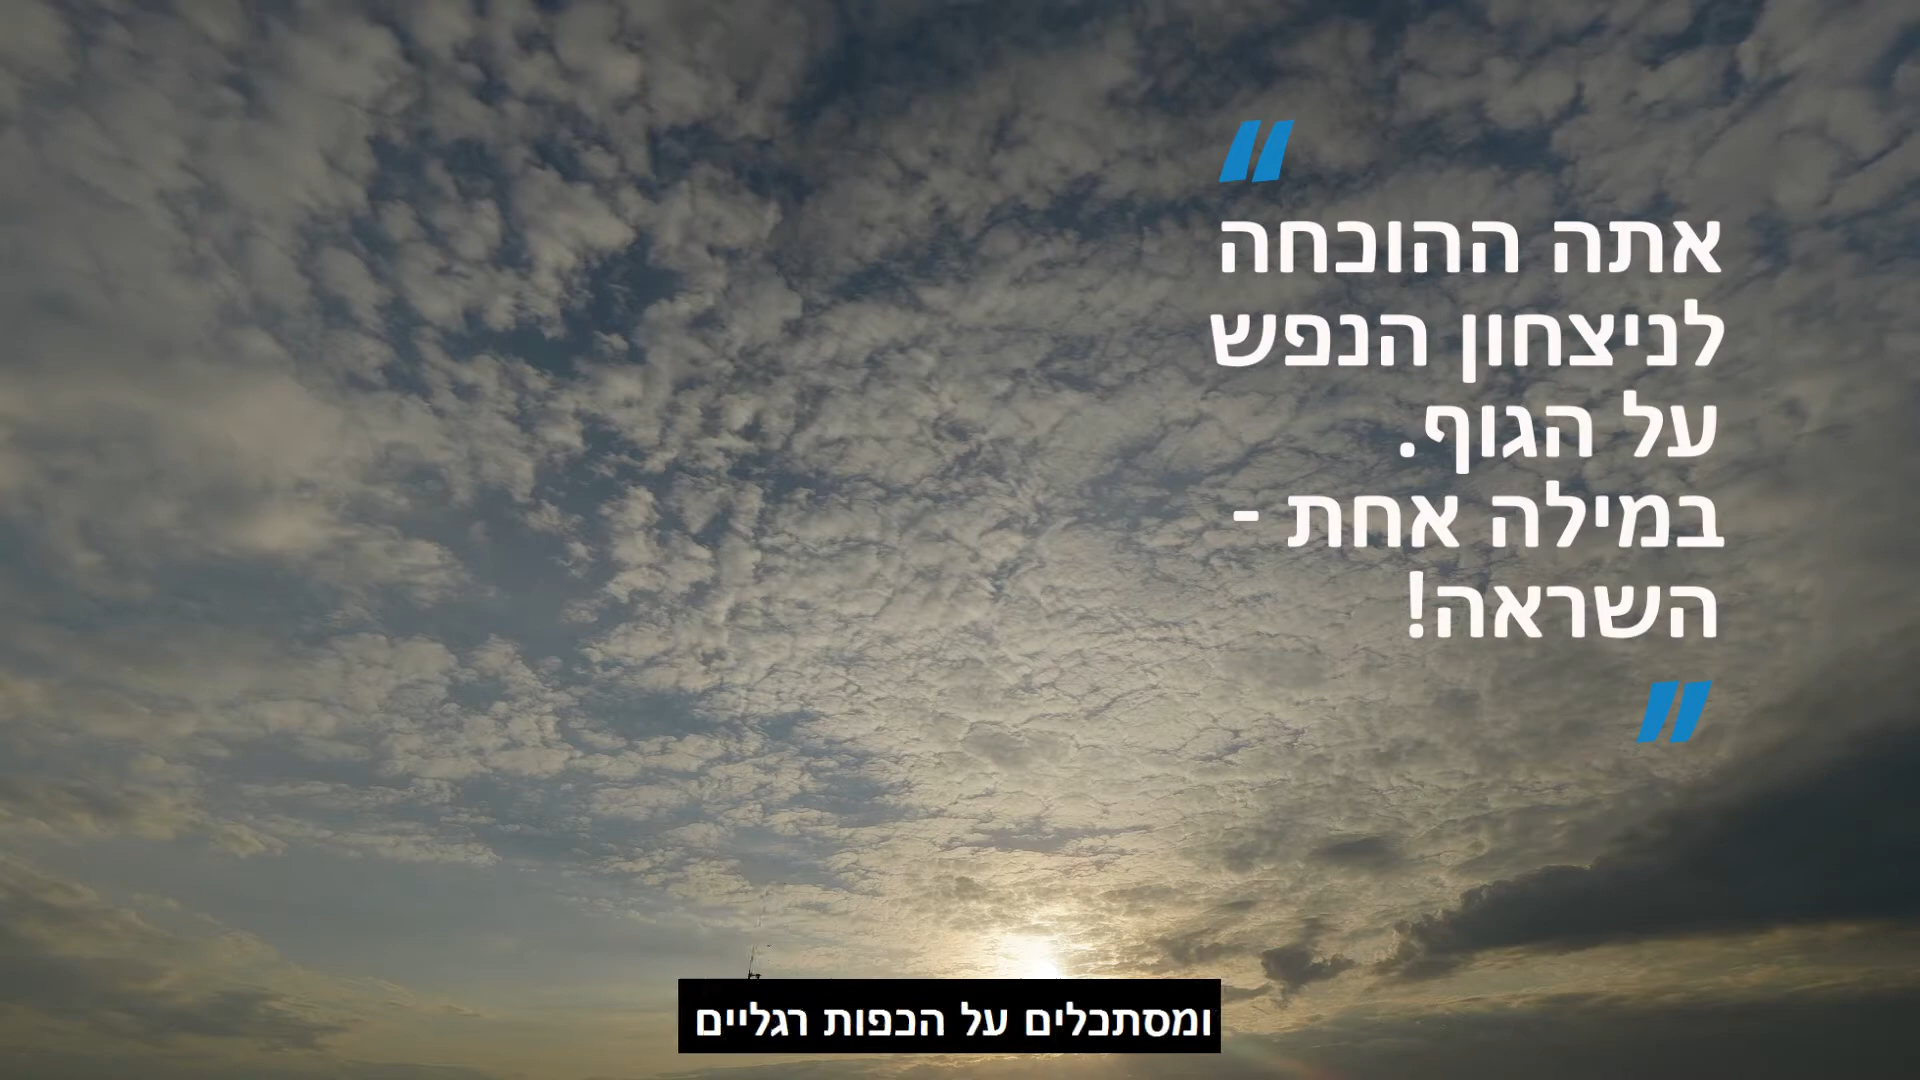 "
אתה ההוכחה
לניצחון הנפש
על הגוף.
במילה אחת -
השראה!
"
ומסתכלים על הכפות רגליים